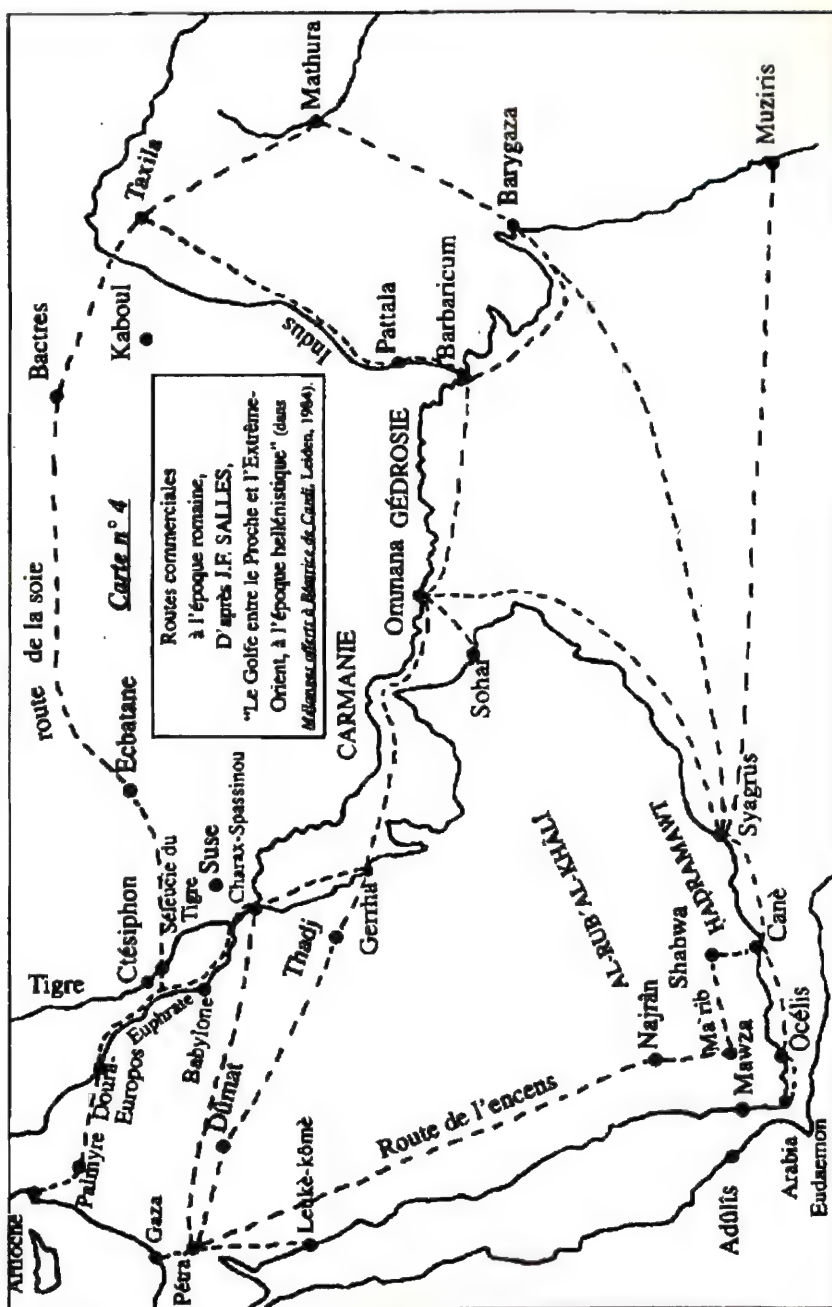 Carte n° 4
Routes commerciales
à l'époque romaine,
D'après J.F. SALLES,
"Le Golfe entre le Proche et l'Extrême-
Orient, à l'époque hellénistique" (dans
Mélanges offerts à Béatrice de Cardi, Leiden, 1984).
route de la soie
Bactres
Kaboul
Taxila
Mathura
Indus
Pattala
Barbaricum
Barygaza
Muziris
Antioche
Palmyre
Doura-
Europos
Tigre
Ctésiphon
Séleucie du
Tigre
Ecbatane
Suse
Euphrate
Babylone
Charax-Spassinou
Gaza
Pétra
Dûmat
Thadj
Gerrha
CARMANIE
Ommana
GÉDROSIE
Sohar
Leukè-kômè
Route de l'encens
AL-RUB'AL-KHÂLÎ
Najrân
HADRAMAWT
Shabwa
Ma'rib
Mawza
Syagrus
Canè
Océlis
Adûlîs
Arabia
Eudaemon